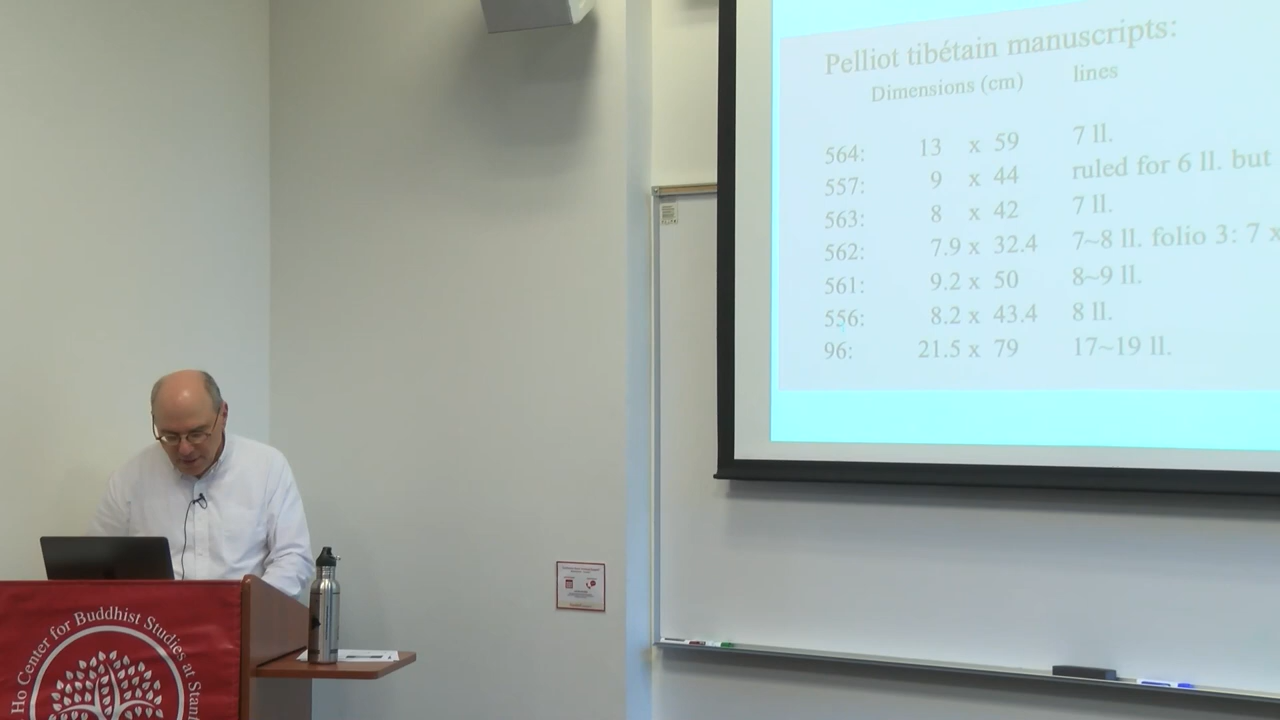 Pelliot tibétain manuscripts:
Dimensions (cm) lines
564: 13 x 59 7 ll.
557: 9 x 44 ruled for 6 ll. but
563: 8 x 42 7 ll.
562: 7.9 x 32.4 7~8 ll. folio 3: 7 x
561: 9.2 x 50 8~9 ll.
556: 8.2 x 43.4 8 ll.
96: 21.5 x 79 17~19 ll.
Ho Center for Buddhist Studies at Stanf